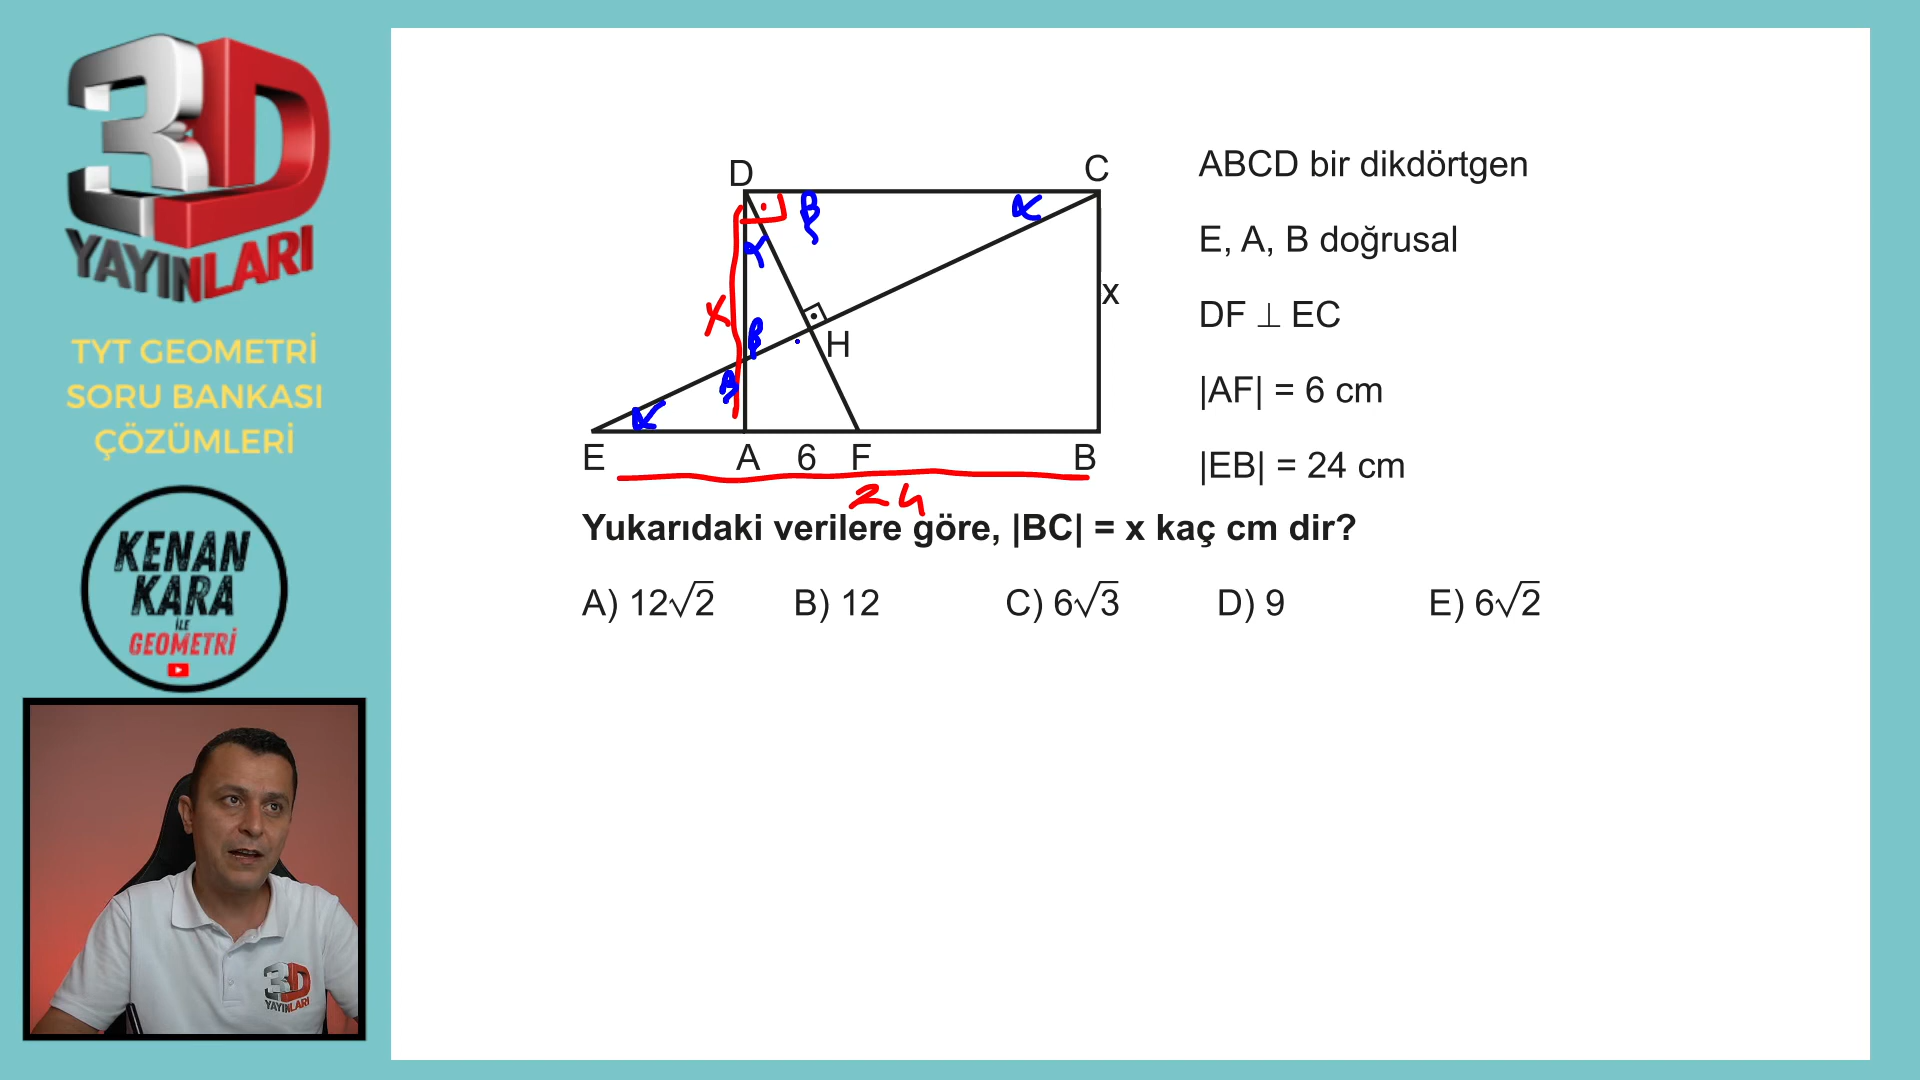 3D
YAYINLARI
TYT GEOMETRİ
SORU BANKASI
ÇÖZÜMLERİ
KENAN
KARA
İLE
GEOMETRİ
3D
YAYINLARI
D
C
β
α
α
x
β
H
x
β
α
E
A
6
F
B
24
ABCD bir dikdörtgen
E, A, B doğrusal
DF ⊥ EC
|AF| = 6 cm
|EB| = 24 cm
Yukarıdaki verilere göre, |BC| = x kaç cm dir?
A) 12√2 B) 12 C) 6√3 D) 9 E) 6√2